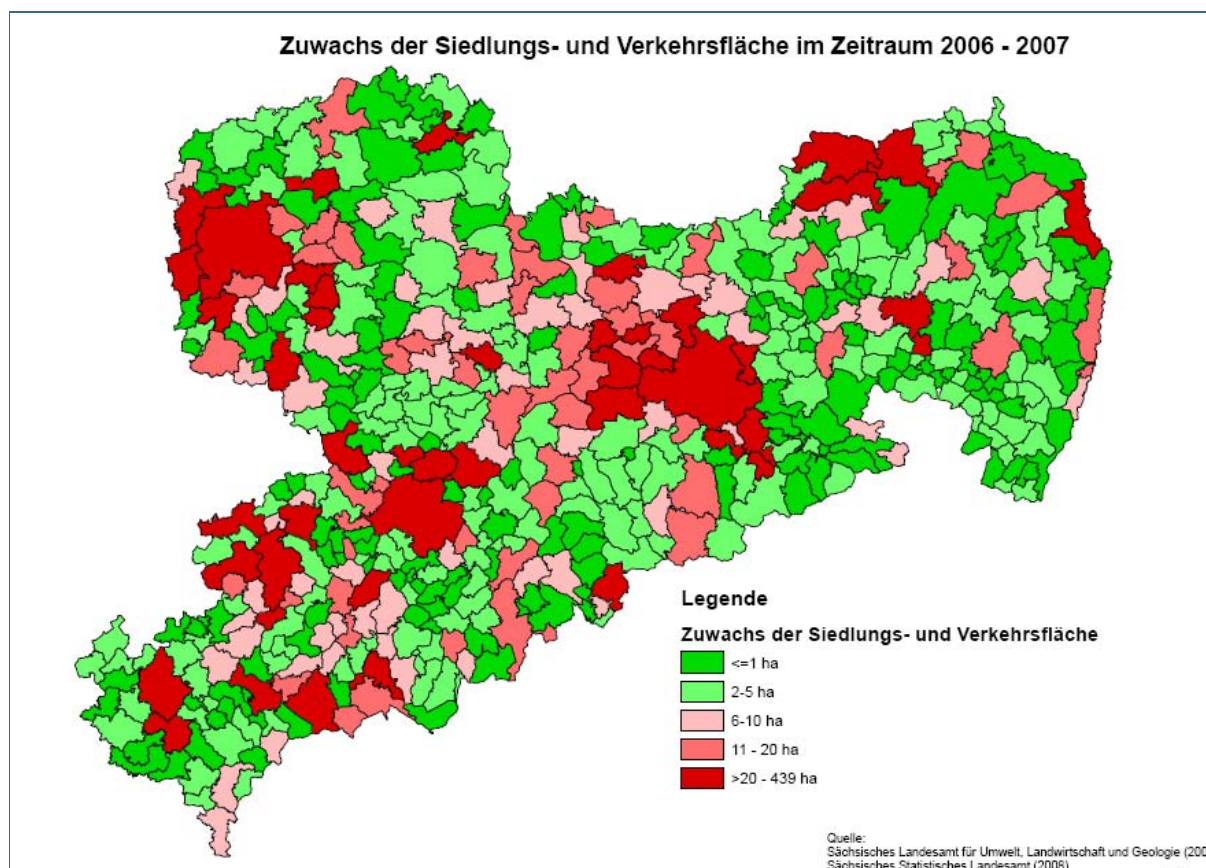 Zuwachs der Siedlungs- und Verkehrsfläche im Zeitraum 2006 - 2007
Legende
Zuwachs der Siedlungs- und Verkehrsfläche
<=1 ha
2-5 ha
6-10 ha
11 - 20 ha
>20 - 439 ha
Quelle:
Sächsisches Landesamt für Umwelt, Landwirtschaft und Geologie (200
Sächsisches Statistisches Landesamt (2008)